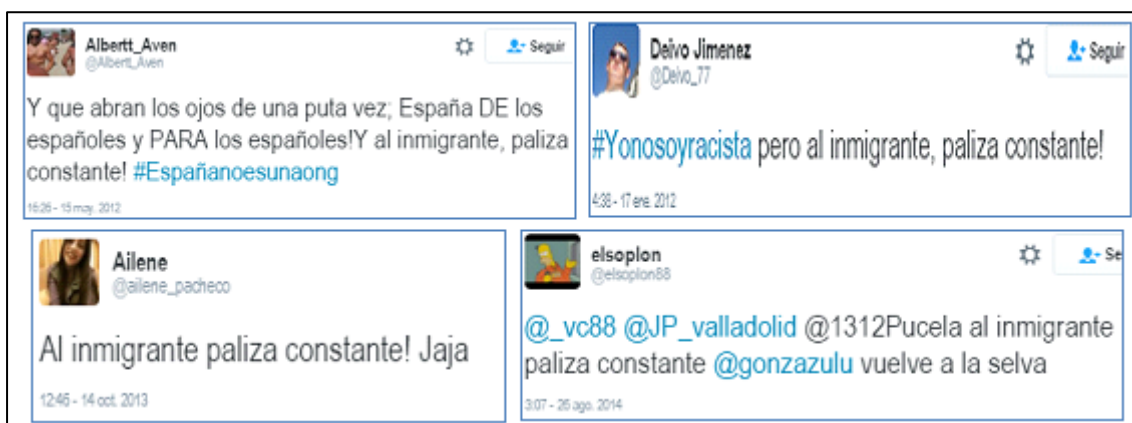 Albertt_Aven
@Albertt_Aven
Seguir
Y que abran los ojos de una puta vez; España DE los
españoles y PARA los españoles!Y al inmigrante, paliza
constante! #Españanoesunaong
16:26 - 15 may. 2012
Deivo Jimenez
@Deivo_77
Seguir
#Yonosoyracista pero al inmigrante, paliza constante!
4:38 - 17 ene. 2012
Ailene
@ailene_pacheco
Al inmigrante paliza constante! Jaja
12:46 - 14 oct. 2013
elsoplon
@elsoplon88
Se
@_vc88 @JP_valladolid @1312Pucela al inmigrante
paliza constante @gonzazulu vuelve a la selva
3:07 - 26 ago. 2014